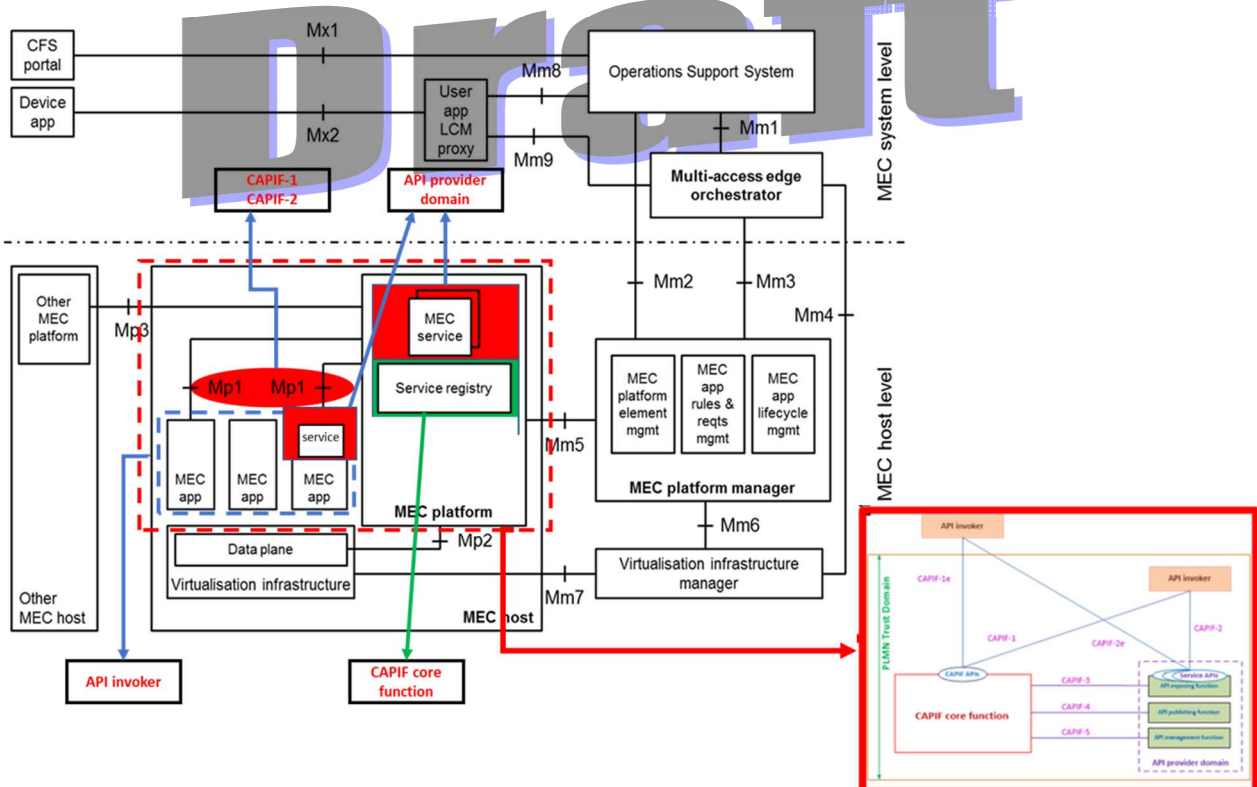 Draft
CFS
portal
Mx1
Operations Support System
MEC system level
Device
app
Mx2
User
app
LCM
proxy
Mm8
Mm9
Mm1
Multi-access edge
orchestrator
CAPIF-1
CAPIF-2
API provider
domain
Mm2
Mm3
Mm4
Other
MEC
platform
Mp3
MEC
service
Service registry
Mp1
Mp1
service
MEC
app
MEC
app
MEC
app
MEC platform
Mm5
MEC
platform
element
mgmt
MEC
app
rules &
reqts
mgmt
MEC
app
lifecycle
mgmt
MEC platform manager
MEC host level
Mp2
Mm6
Data plane
Virtualisation infrastructure
Virtualisation infrastructure
manager
Mm7
Other
MEC host
MEC host
API invoker
CAPIF core
function
API invoker
API invoker
PLMN Trust Domain
CAPIF-1e
CAPIF-1
CAPIF-2e
CAPIF-2
CAPIF APIs
Service APIs
CAPIF core function
CAPIF-3
API exposing function
CAPIF-4
API publishing function
CAPIF-5
API management function
API provider domain